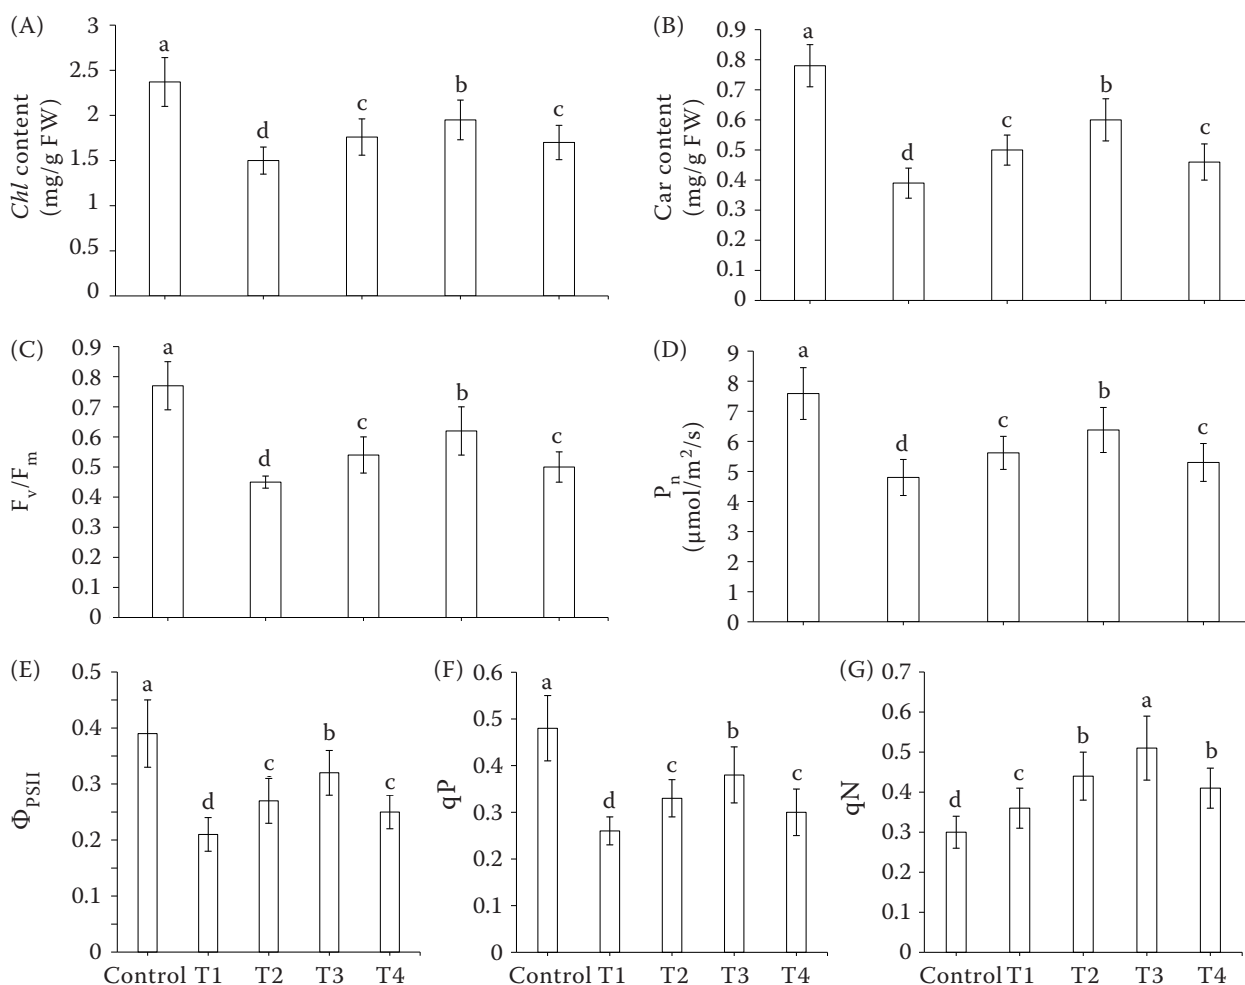 (A)
3
2.5
2
1.5
1
0.5
0
Chl content
(mg/g FW)
a
d
c
b
c
(B)
0.9
0.8
0.7
0.6
0.5
0.4
0.3
0.2
0.1
0
Car content
(mg/g FW)
a
d
c
b
c
(C)
0.9
0.8
0.7
0.6
0.5
0.4
0.3
0.2
0.1
0
Fv/Fm
a
d
c
b
c
(D)
9
8
7
6
5
4
3
2
1
0
Pn
(μmol/m²/s)
a
d
c
b
c
(E)
0.5
0.4
0.3
0.2
0.1
0
ΦPSII
a
d
c
b
c
Control T1 T2 T3 T4
(F)
0.6
0.5
0.4
0.3
0.2
0.1
0
qP
a
d
c
b
c
Control T1 T2 T3 T4
(G)
0.7
0.6
0.5
0.4
0.3
0.2
0.1
0
qN
d
c
b
a
b
Control T1 T2 T3 T4